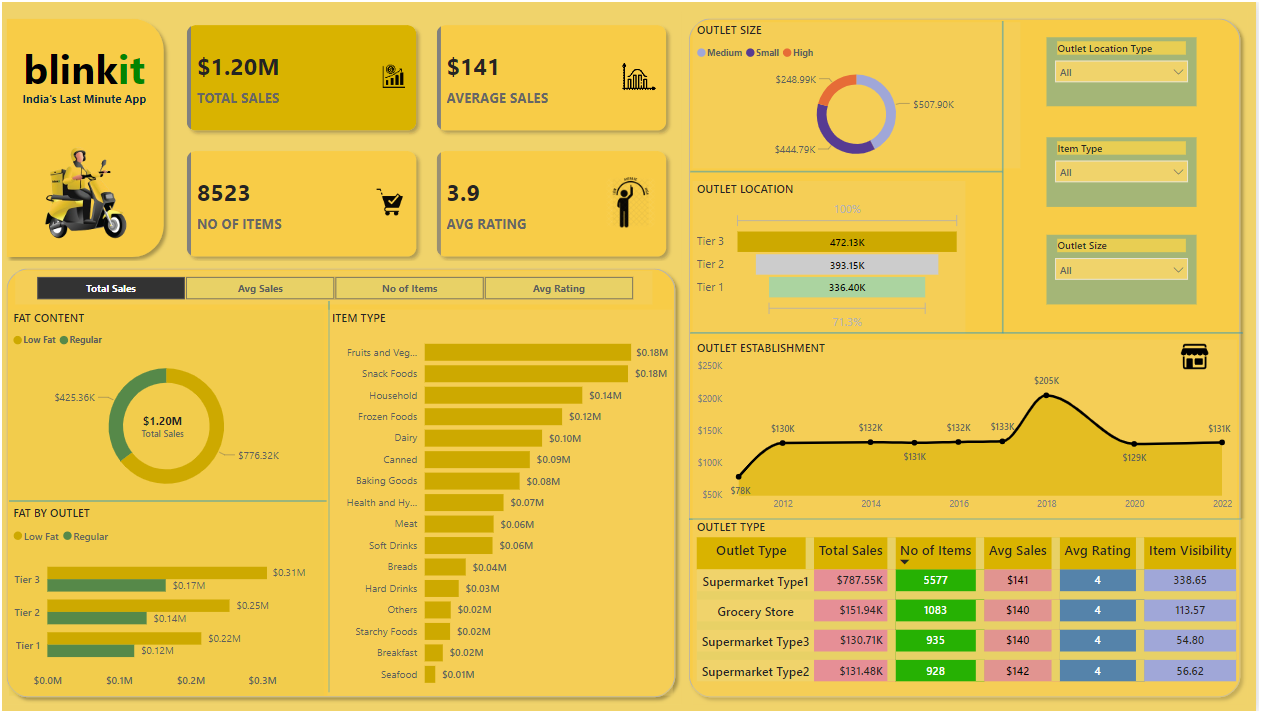 blinkit
India's Last Minute App
$1.20M
TOTAL SALES
$141
AVERAGE SALES
8523
NO OF ITEMS
3.9
AVG RATING
Total Sales
Avg Sales
No of Items
Avg Rating
FAT CONTENT
Low Fat Regular
$425.36K
$1.20M
Total Sales
$776.32K
FAT BY OUTLET
Low Fat Regular
Tier 3 $0.31M
$0.17M
Tier 2 $0.25M
$0.14M
Tier 1 $0.22M
$0.12M
$0.0M $0.1M $0.2M $0.3M
ITEM TYPE
Fruits and Veg... $0.18M
Snack Foods $0.18M
Household $0.14M
Frozen Foods $0.12M
Dairy $0.10M
Canned $0.09M
Baking Goods $0.08M
Health and Hy... $0.07M
Meat $0.06M
Soft Drinks $0.06M
Breads $0.04M
Hard Drinks $0.03M
Others $0.02M
Starchy Foods $0.02M
Breakfast $0.02M
Seafood $0.01M
OUTLET SIZE
Medium Small High
$248.99K
$507.90K
$444.79K
OUTLET LOCATION
100%
Tier 3 472.13K
Tier 2 393.15K
Tier 1 336.40K
71.3%
Outlet Location Type
All
Item Type
All
Outlet Size
All
OUTLET ESTABLISHMENT
$250K
$200K
$150K
$100K
$50K
$78K
$130K
$132K
$131K
$132K
$133K
$205K
$129K
$131K
2012 2014 2016 2018 2020 2022
OUTLET TYPE
Outlet Type Total Sales No of Items Avg Sales Avg Rating Item Visibility
Supermarket Type1 $787.55K 5577 $141 4 338.65
Grocery Store $151.94K 1083 $140 4 113.57
Supermarket Type3 $130.71K 935 $140 4 54.80
Supermarket Type2 $131.48K 928 $142 4 56.62